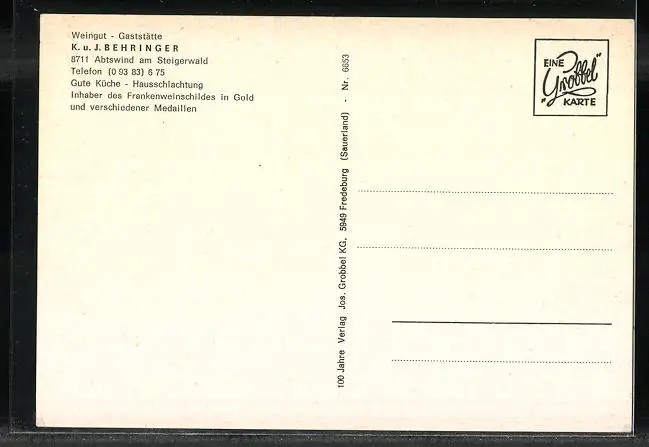 Weingut - Gaststätte
K. u. J. BEHRINGER
8711 Abtswind am Steigerwald
Telefon (0 93 83) 6 75
Gute Küche - Hausschlachtung
Inhaber des Frankenweinschildes in Gold
und verschiedener Medaillen
100 Jahre Verlag Jos. Grobbel KG, 5949 Fredeburg (Sauerland) - Nr. 6653
EINE
„Grobbel"
KARTE